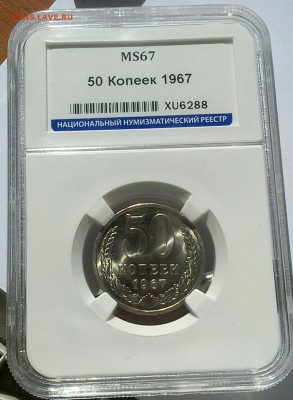 MS67
50 Копеек 1967
XU6288
НАЦИОНАЛЬНЫЙ НУМИЗМАТИЧЕСКИЙ РЕЕСТР
50
КОПЕЕК
1967